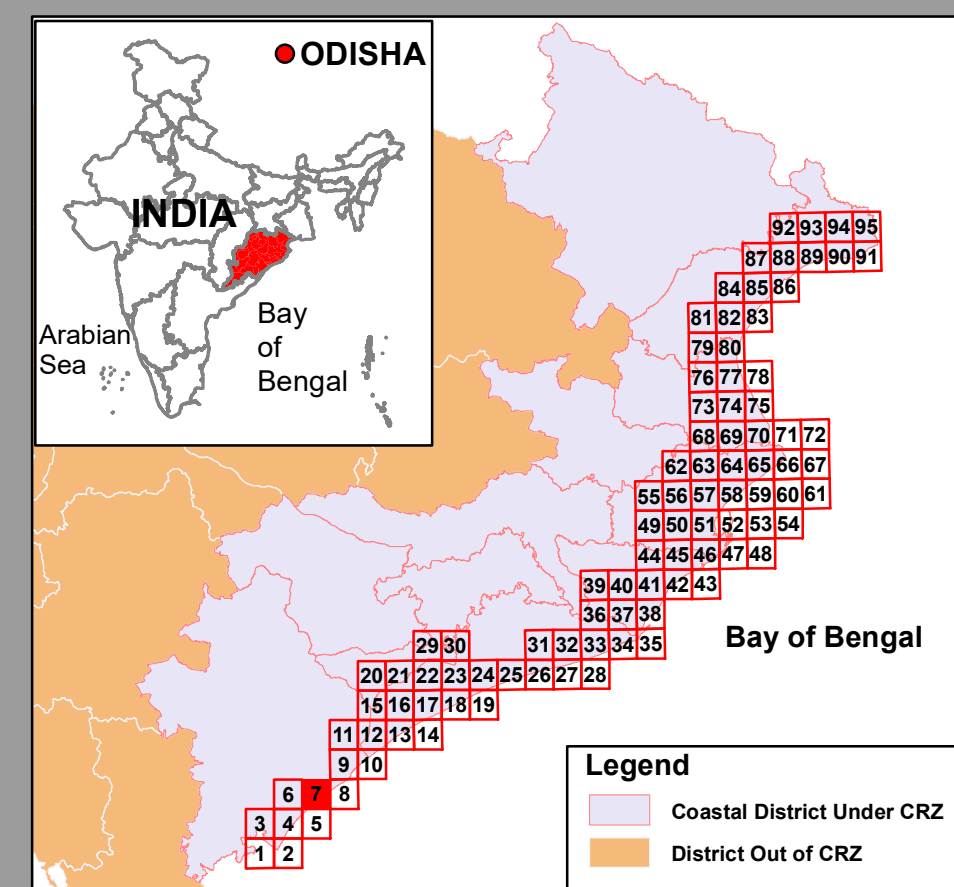 ODISHA
INDIA
Arabian
Sea
Bay
of
Bengal
92 93 94 95
87 88 89 90 91
84 85 86
81 82 83
79 80
76 77 78
73 74 75
68 69 70 71 72
62 63 64 65 66 67
55 56 57 58 59 60 61
49 50 51 52 53 54
44 45 46 47 48
39 40 41 42 43
36 37 38
29 30 31 32 33 34 35
Bay of Bengal
20 21 22 23 24 25 26 27 28
15 16 17 18 19
11 12 13 14
9 10
6 7 8
3 4 5
1 2
Legend
Coastal District Under CRZ
District Out of CRZ